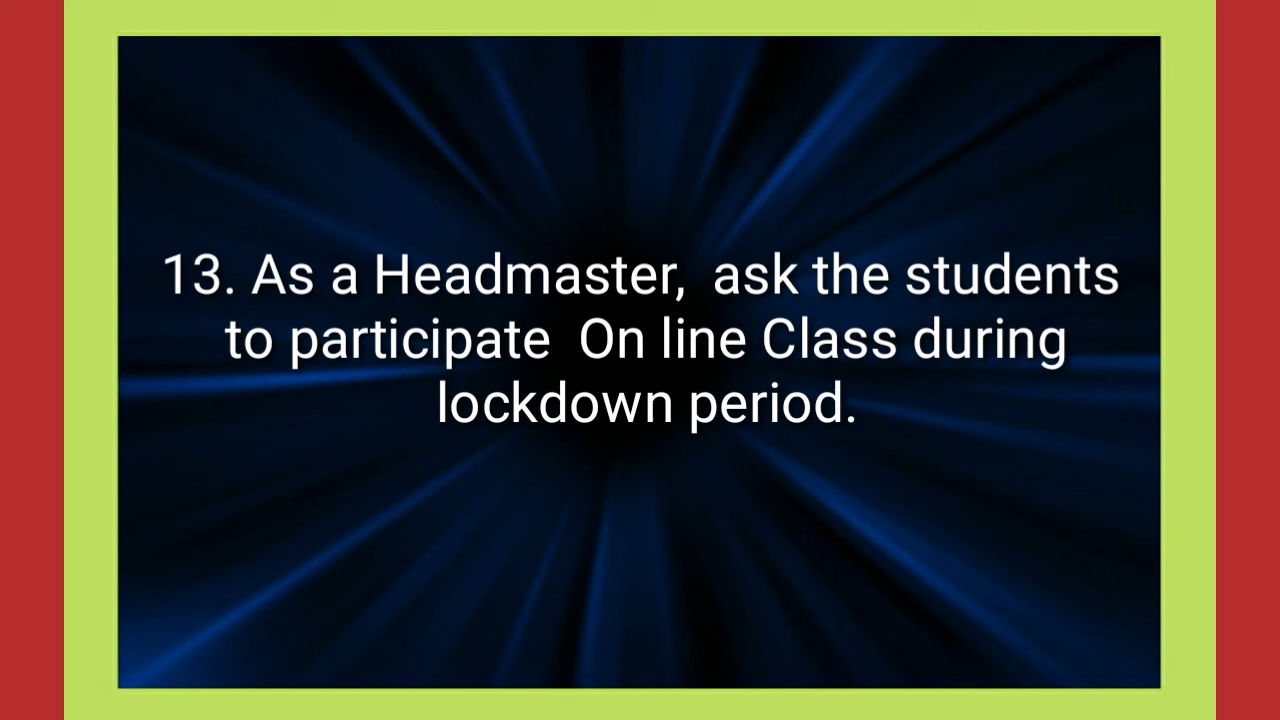 13. As a Headmaster,  ask the students
to participate  On line Class during
lockdown period.